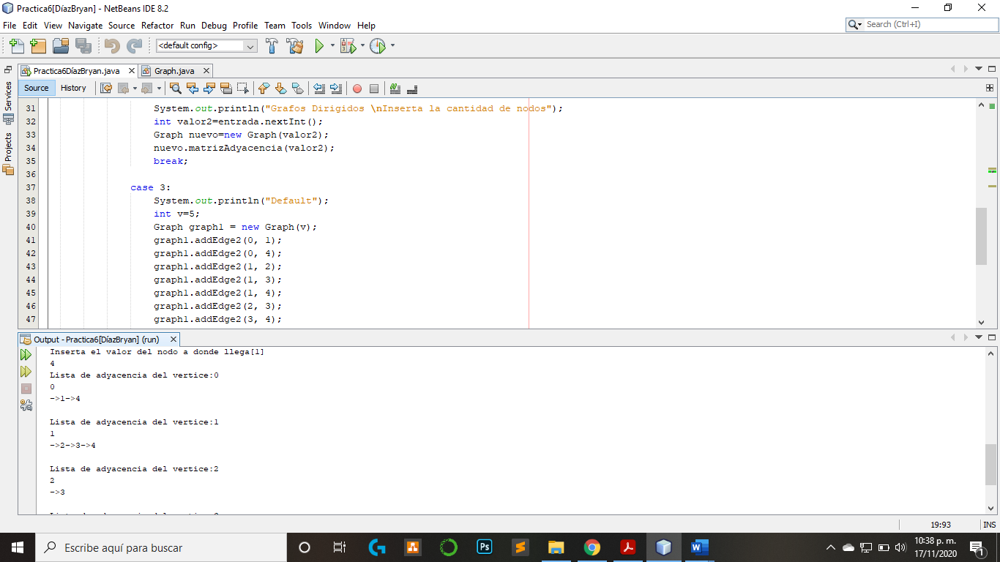 Practica6[DíazBryan] - NetBeans IDE 8.2
File Edit View Navigate Source Refactor Run Debug Profile Team Tools Window Help
Search (Ctrl+I)
<default config>
Practica6DíazBryan.java Graph.java
Services
Projects
Source History
31 System.out.println("Grafos Dirigidos \nInserta la cantidad de nodos");
32 int valor2=entrada.nextInt();
33 Graph nuevo=new Graph(valor2);
34 nuevo.matrizAdyacencia(valor2);
35 break;
36
37 case 3:
38 System.out.println("Default");
39 int v=5;
40 Graph graph1 = new Graph(v);
41 graph1.addEdge2(0, 1);
42 graph1.addEdge2(0, 4);
43 graph1.addEdge2(1, 2);
44 graph1.addEdge2(1, 3);
45 graph1.addEdge2(1, 4);
46 graph1.addEdge2(2, 3);
47 graph1.addEdge2(3, 4);
Output - Practica6[DíazBryan] (run)
Inserta el valor del nodo a donde llega[1]
4
Lista de adyacencia del vertice:0
0
->1->4
Lista de adyacencia del vertice:1
1
->2->3->4
Lista de adyacencia del vertice:2
2
->3
19:93 INS
Escribe aquí para buscar
Ps
W
10:38 p. m.
17/11/2020
1